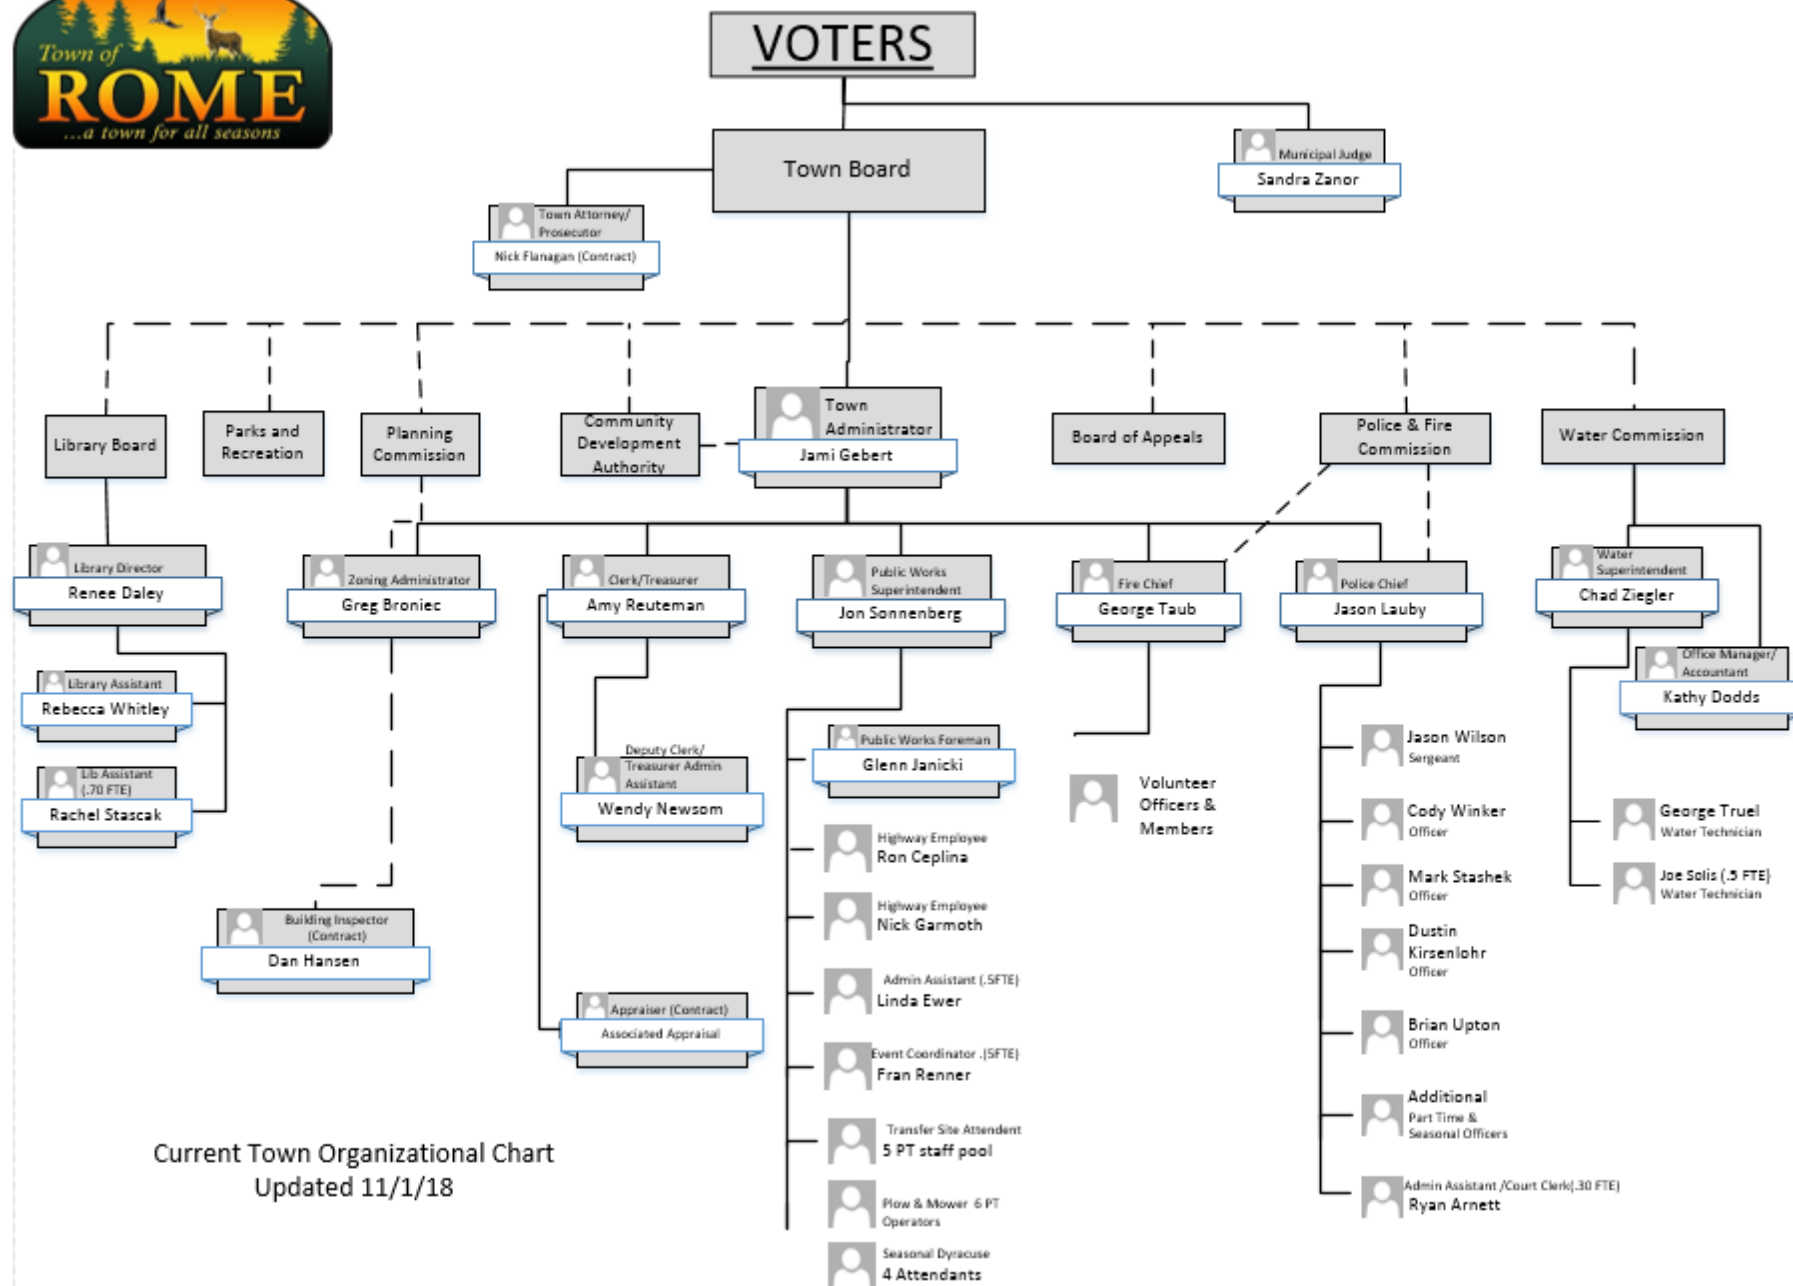 Town of
ROME
...a town for all seasons
VOTERS
Town Board
Municipal Judge
Sandra Zanor
Town Attorney/
Prosecutor
Nick Flanagan (Contract)
Library Board
Parks and
Recreation
Planning
Commission
Community
Development
Authority
Town
Administrator
Jami Gebert
Board of Appeals
Police & Fire
Commission
Water Commission
Library Director
Renee Daley
Zoning Administrator
Greg Broniec
Clerk/Treasurer
Amy Reuteman
Public Works
Superintendent
Jon Sonnenberg
Fire Chief
George Taub
Police Chief
Jason Lauby
Water
Superintendent
Chad Ziegler
Office Manager/
Accountant
Kathy Dodds
Library Assistant
Rebecca Whitley
Lib Assistant
(.70 FTE)
Rachel Stascak
Building Inspector
(Contract)
Dan Hansen
Deputy Clerk/
Treasurer Admin
Assistant
Wendy Newsom
Appraiser (Contract)
Associated Appraisal
Public Works Foreman
Glenn Janicki
Highway Employee
Ron Ceplina
Highway Employee
Nick Garmoth
Admin Assistant (.5FTE)
Linda Ewer
Event Coordinator .(5FTE)
Fran Renner
Transfer Site Attendent
5 PT staff pool
Plow & Mower 6 PT
Operators
Seasonal Dyracuse
4 Attendants
Volunteer
Officers &
Members
Jason Wilson
Sergeant
Cody Winker
Officer
Mark Stashek
Officer
Dustin
Kirsenlohr
Officer
Brian Upton
Officer
Additional
Part Time &
Seasonal Officers
Admin Assistant /Court Clerk(.30 FTE)
Ryan Arnett
George Truel
Water Technician
Joe Solis (.5 FTE)
Water Technician
Current Town Organizational Chart
Updated 11/1/18